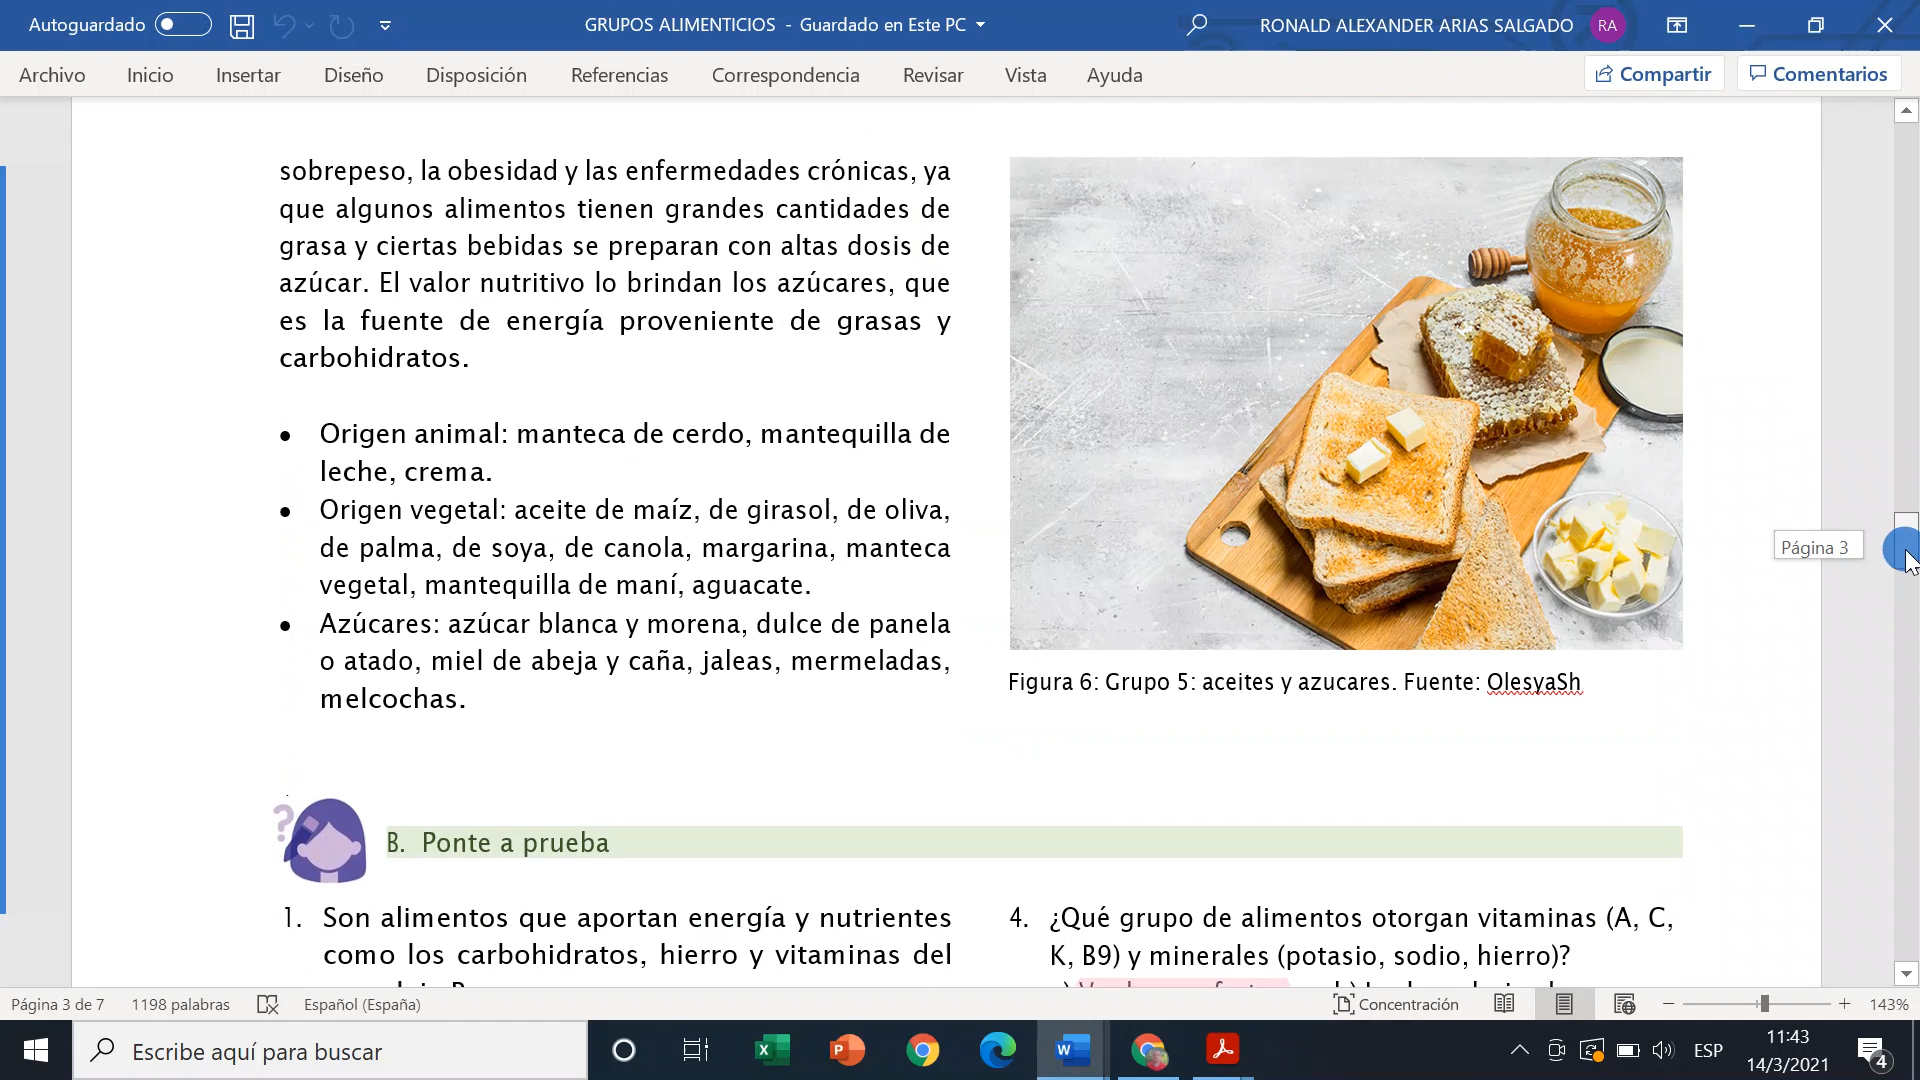 Autoguardado
GRUPOS ALIMENTICIOS - Guardado en Este PC
RONALD ALEXANDER ARIAS SALGADO
RA
Archivo Inicio Insertar Diseño Disposición Referencias Correspondencia Revisar Vista Ayuda
Compartir
Comentarios
sobrepeso, la obesidad y las enfermedades crónicas, ya
que algunos alimentos tienen grandes cantidades de
grasa y ciertas bebidas se preparan con altas dosis de
azúcar. El valor nutritivo lo brindan los azúcares, que
es la fuente de energía proveniente de grasas y
carbohidratos.
• Origen animal: manteca de cerdo, mantequilla de
leche, crema.
• Origen vegetal: aceite de maíz, de girasol, de oliva,
de palma, de soya, de canola, margarina, manteca
vegetal, mantequilla de maní, aguacate.
• Azúcares: azúcar blanca y morena, dulce de panela
o atado, miel de abeja y caña, jaleas, mermeladas,
melcochas.
Figura 6: Grupo 5: aceites y azucares. Fuente: OlesyaSh
Página 3
B. Ponte a prueba
1. Son alimentos que aportan energía y nutrientes
como los carbohidratos, hierro y vitaminas del
4. ¿Qué grupo de alimentos otorgan vitaminas (A, C,
K, B9) y minerales (potasio, sodio, hierro)?
Página 3 de 7
1198 palabras
Español (España)
Concentración
143%
Escribe aquí para buscar
ESP
11:43
14/3/2021
4